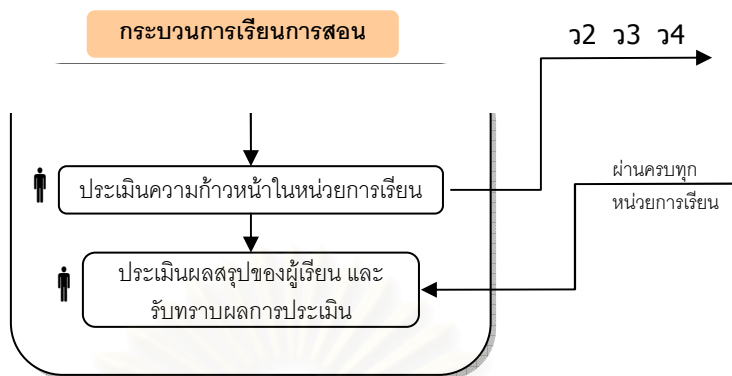 กระบวนการเรียนการสอน
ว2 ว3 ว4
ประเมินความก้าวหน้าในหน่วยการเรียน
ผ่านครบทุก
หน่วยการเรียน
ประเมินผลสรุปของผู้เรียน และ
รับทราบผลการประเมิน